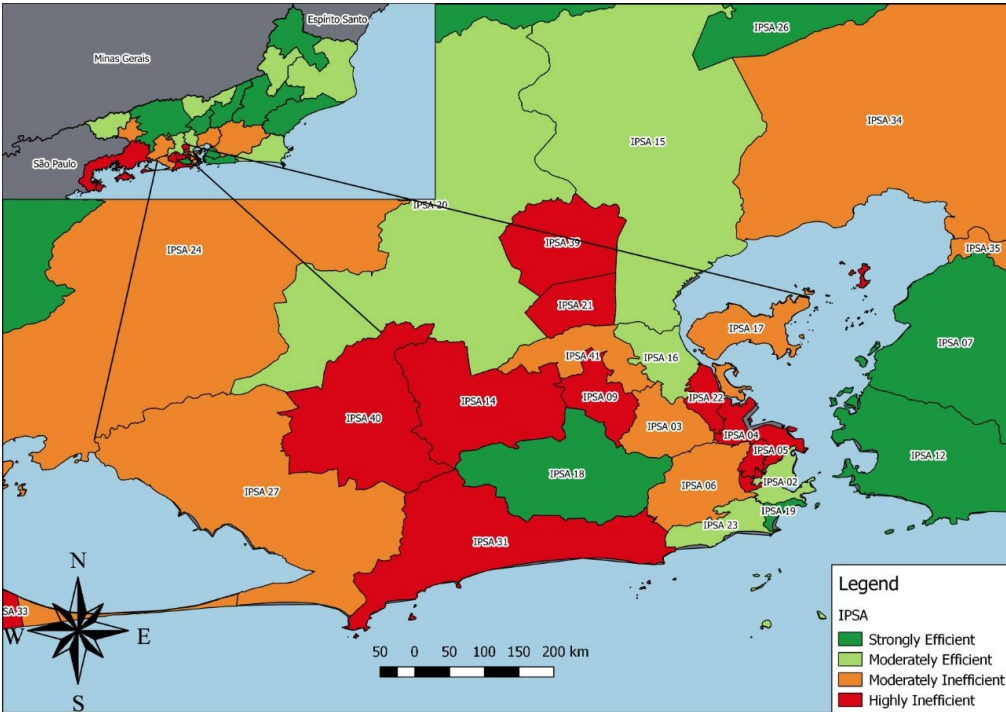 Espírito Santo
Minas Gerais
São Paulo
IPSA 26
IPSA 34
IPSA 15
IPSA 20
IPSA 24
IPSA 39
IPSA 35
IPSA 21
IPSA 17
IPSA 07
IPSA 41
IPSA 16
IPSA 22
IPSA 09
IPSA 14
IPSA 40
IPSA 03
IPSA 04
IPSA 05
IPSA 12
IPSA 18
IPSA 02
IPSA 06
IPSA 27
IPSA 19
IPSA 23
IPSA 31
SA 33
N
W
E
S
50 0 50 100 150 200 km
Legend
IPSA
Strongly Efficient
Moderately Efficient
Moderately Inefficient
Highly Inefficient